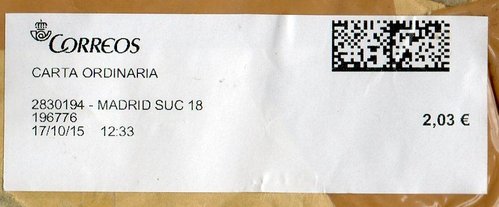 CORREOS
CARTA ORDINARIA
2830194 - MADRID SUC 18
196776
2,03 €
17/10/15 12:33